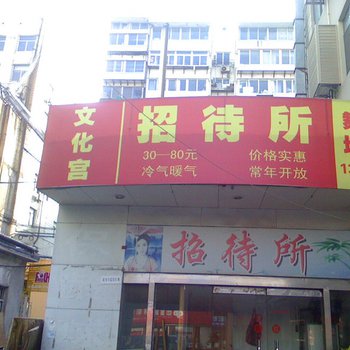 文化宫
招待所
30—80元 价格实惠
冷气暖气 常年开放
招待所